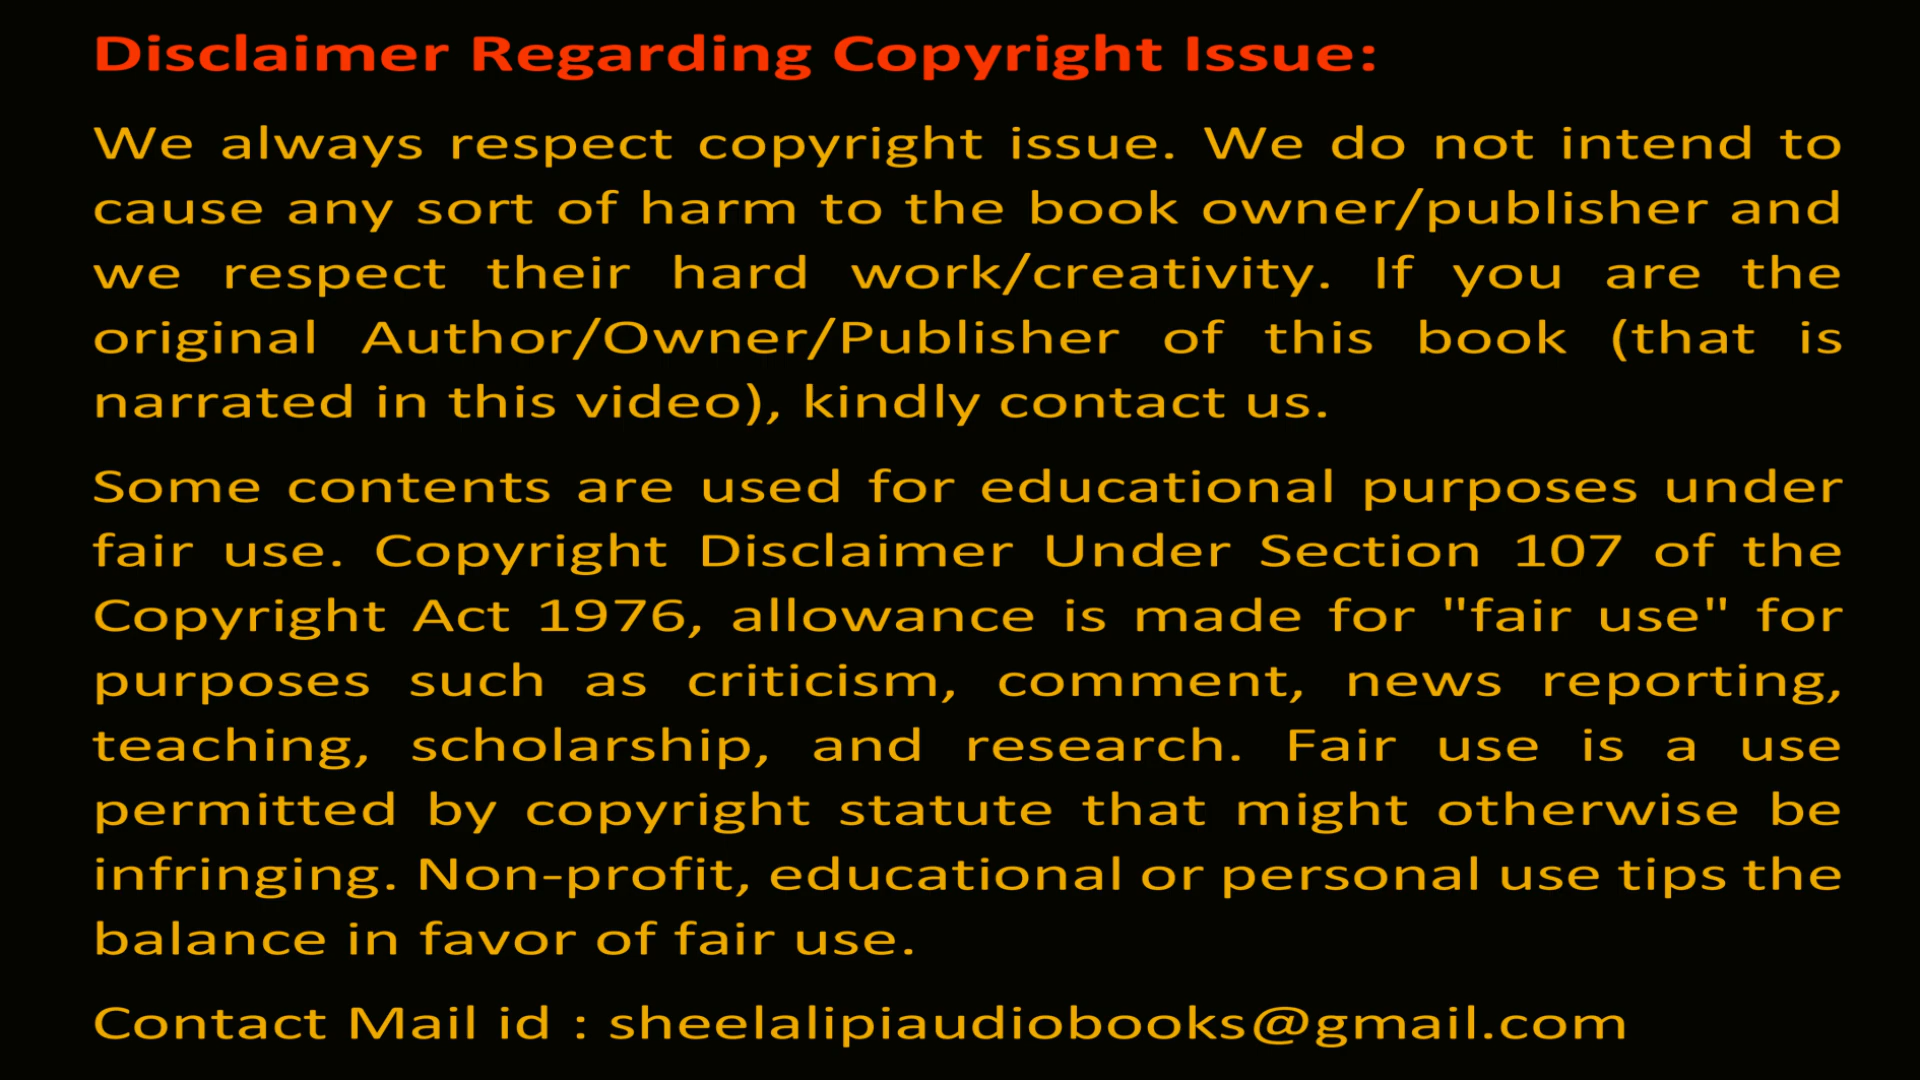 Disclaimer Regarding Copyright Issue:
We always respect copyright issue. We do not intend to
cause any sort of harm to the book owner/publisher and
we respect their hard work/creativity. If you are the
original Author/Owner/Publisher of this book (that is
narrated in this video), kindly contact us.
Some contents are used for educational purposes under
fair use. Copyright Disclaimer Under Section 107 of the
Copyright Act 1976, allowance is made for "fair use" for
purposes such as criticism, comment, news reporting,
teaching, scholarship, and research. Fair use is a use
permitted by copyright statute that might otherwise be
infringing. Non-profit, educational or personal use tips the
balance in favor of fair use.
Contact Mail id : sheelalipiaudiobooks@gmail.com